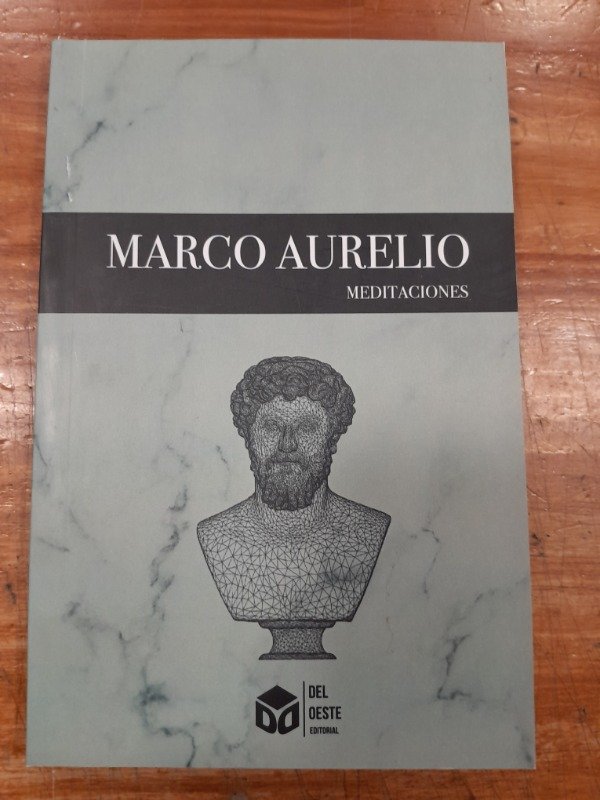 MARCO AURELIO
MEDITACIONES
DEL
OESTE
EDITORIAL